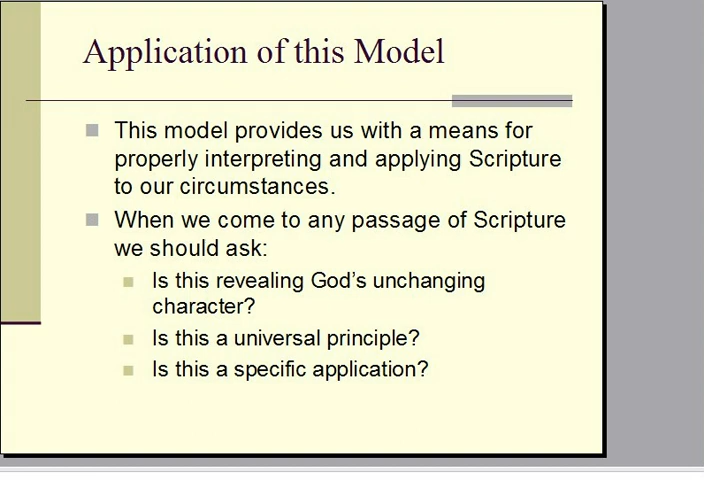 Application of this Model
This model provides us with a means for
properly interpreting and applying Scripture
to our circumstances.
When we come to any passage of Scripture
we should ask:
Is this revealing God's unchanging
character?
Is this a universal principle?
Is this a specific application?